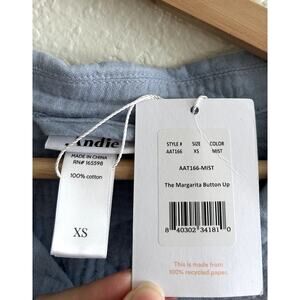 Andie
MADE IN CHINA
RN# 165598
100% cotton
XS
STYLE # SIZE COLOR
AAT166 XS MIST
AAT166-MIST
The Margarita Button Up
8 40302 34181 0
This is made from
100% recycled paper.